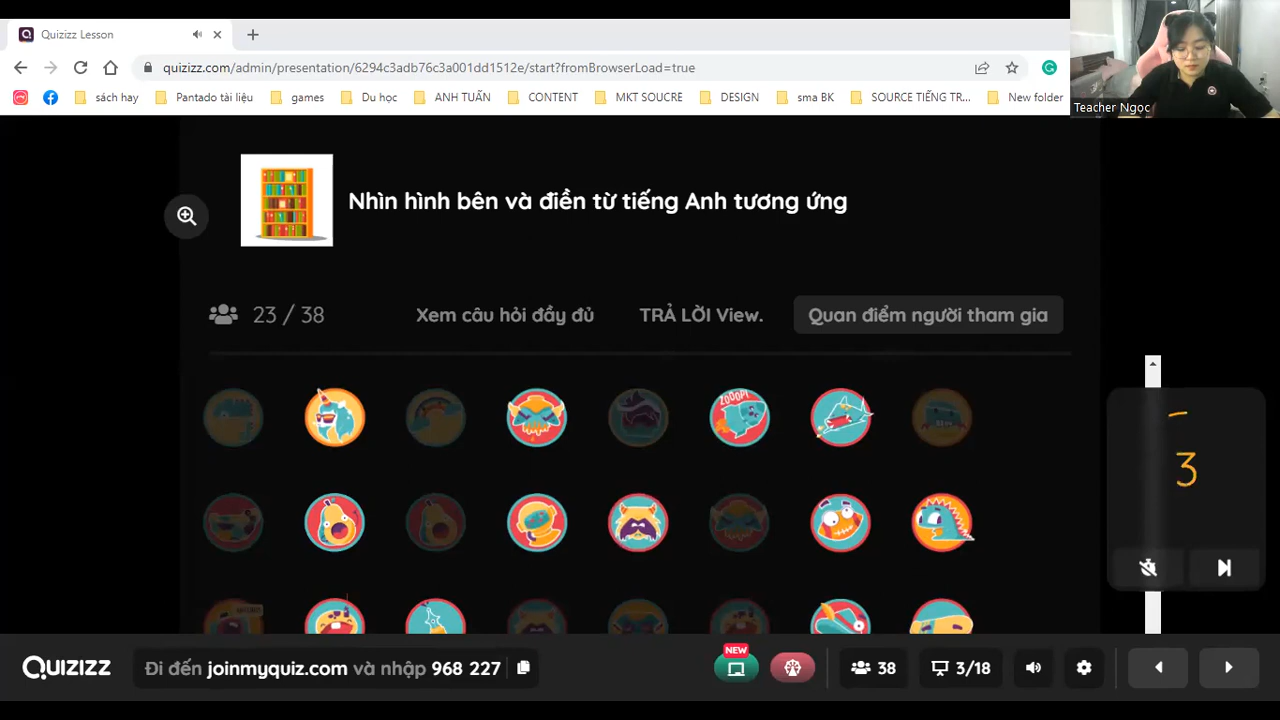 Quizizz Lesson
quizizz.com/admin/presentation/6294c3adb76c3a001dd1512e/start?fromBrowserLoad=true
sách hay Pantado tài liệu games Du học ANH TUẤN CONTENT MKT SOUCRE DESIGN sma BK SOURCE TIẾNG TR... New folder
Teacher Ngọc
Nhìn hình bên và điền từ tiếng Anh tương ứng
23 / 38 Xem câu hỏi đầy đủ TRẢ LỜI View. Quan điểm người tham gia
ZOOOP!
3
NEW
Quizizz Đi đến joinmyquiz.com và nhập 968 227 38 3/18